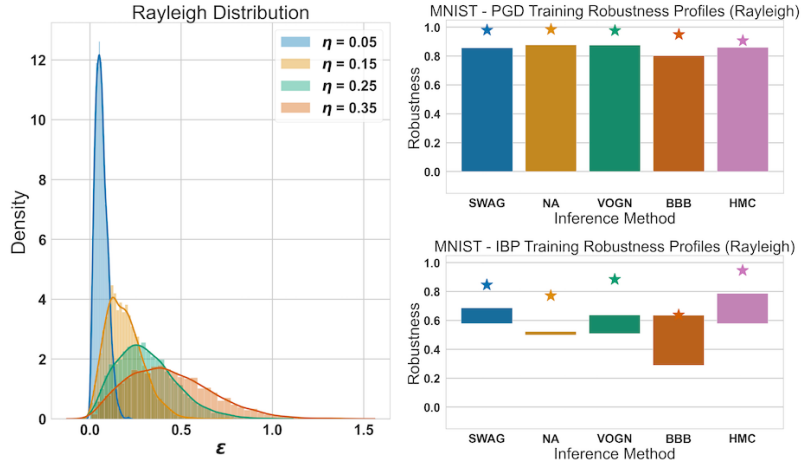 Rayleigh Distribution
Density
12
10
8
6
4
2
0
0.0 0.5 1.0 1.5
ε
η = 0.05
η = 0.15
η = 0.25
η = 0.35
MNIST - PGD Training Robustness Profiles (Rayleigh)
Robustness
1.0
0.8
0.6
0.4
0.2
0.0
SWAG NA VOGN BBB HMC
Inference Method
MNIST - IBP Training Robustness Profiles (Rayleigh)
Robustness
1.0
0.8
0.6
0.4
0.2
0.0
SWAG NA VOGN BBB HMC
Inference Method